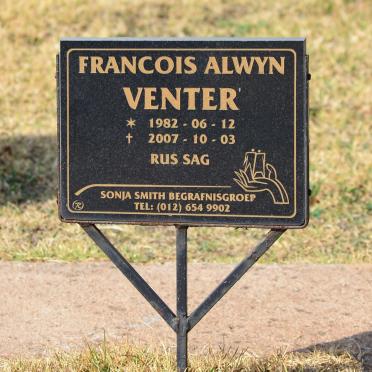 FRANCOIS ALWYN
VENTER
* 1982 - 06 - 12
† 2007 - 10 - 03
RUS SAG
SONJA SMITH BEGRAFNISGROEP
TEL: (012) 654 9902